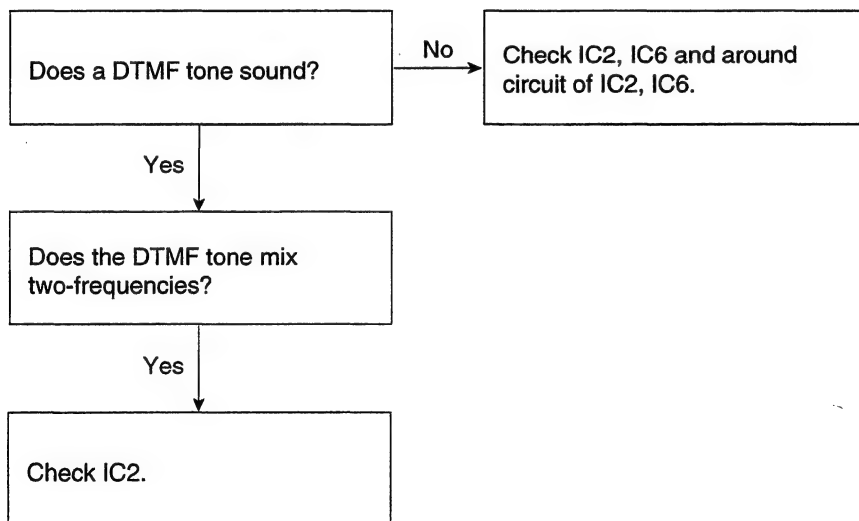 Does a DTMF tone sound?
No
Check IC2, IC6 and around
circuit of IC2, IC6.
Yes
Does the DTMF tone mix
two-frequencies?
Yes
Check IC2.